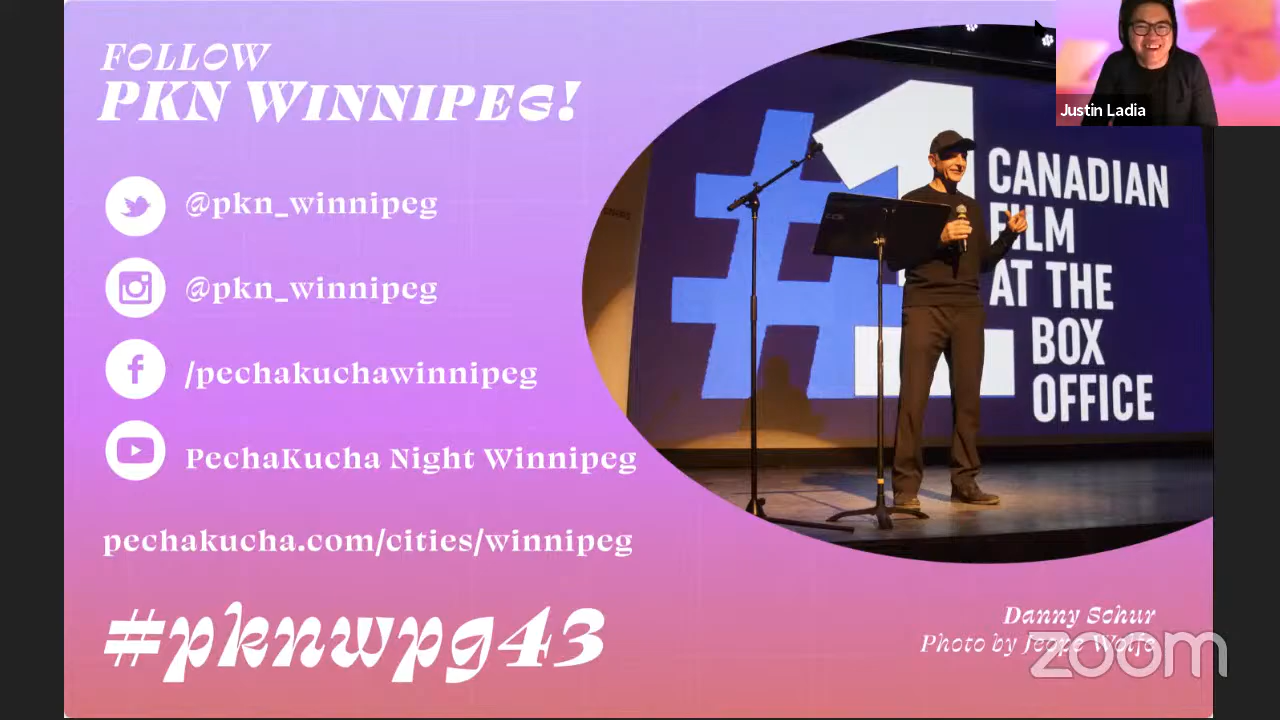 FOLLOW
PKN WINNIPEG!
@pkn_winnipeg
@pkn_winnipeg
/pechakuchawinnipeg
PechaKucha Night Winnipeg
pechakucha.com/cities/winnipeg
#pknwpg43
Justin Ladia
#1
CANADIAN
FILM
AT THE
BOX
OFFICE
Danny Schur
Photo by
zoom